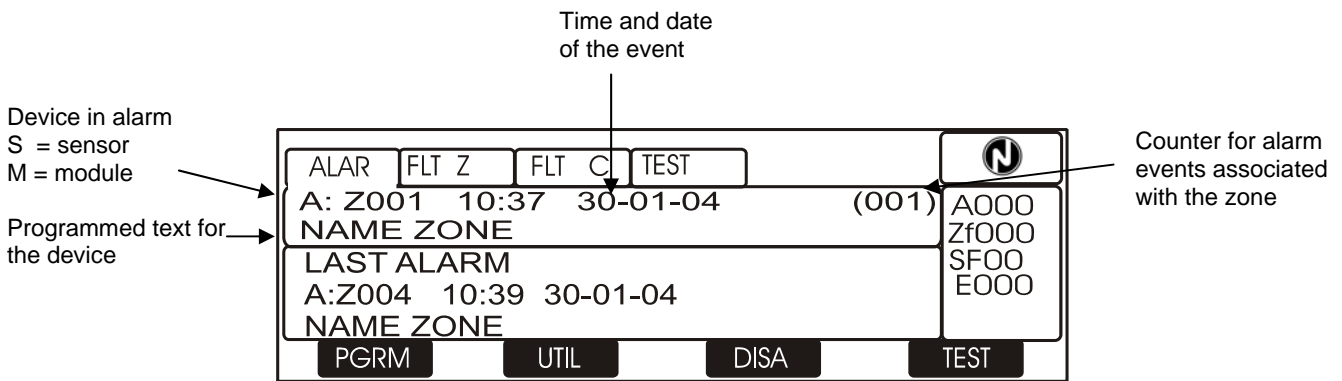 Time and date
of the event
Device in alarm
S = sensor
M = module
Programmed text for
the device
Counter for alarm
events associated
with the zone
ALAR FLT Z FLT C TEST
N
A: Z001 10:37 30-01-04 (001)
NAME ZONE
LAST ALARM
A:Z004 10:39 30-01-04
NAME ZONE
A000
Zf000
SF00
E000
PGRM UTIL DISA TEST